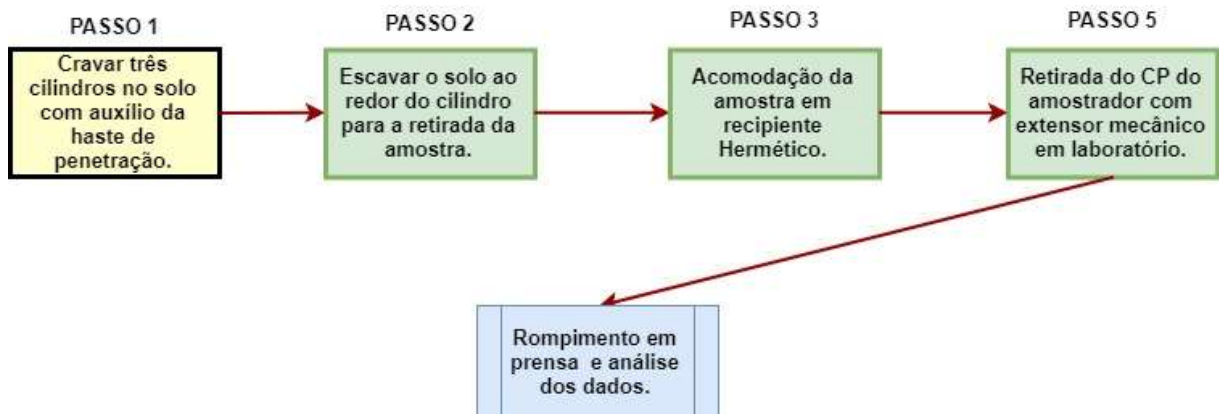 PASSO 1
Cravar três
cilindros no solo
com auxílio da
haste de
penetração.
PASSO 2
Escavar o solo ao
redor do cilindro
para a retirada da
amostra.
PASSO 3
Acomodação da
amostra em
recipiente
Hermético.
PASSO 5
Retirada do CP do
amostrador com
extensor mecânico
em laboratório.
Rompimento em
prensa e análise
dos dados.